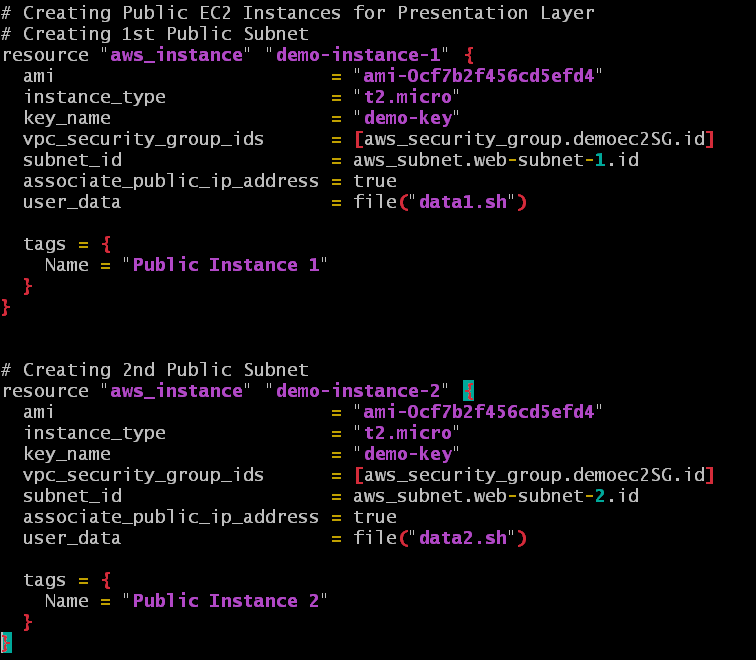 # Creating Public EC2 Instances for Presentation Layer
# Creating 1st Public Subnet
resource "aws_instance" "demo-instance-1" {
  ami                          = "ami-0cf7b2f456cd5efd4"
  instance_type                = "t2.micro"
  key_name                     = "demo-key"
  vpc_security_group_ids       = [aws_security_group.demoec2SG.id]
  subnet_id                    = aws_subnet.web-subnet-1.id
  associate_public_ip_address = true
  user_data                    = file("data1.sh")

  tags = {
    Name = "Public Instance 1"
  }
}


# Creating 2nd Public Subnet
resource "aws_instance" "demo-instance-2" {
  ami                          = "ami-0cf7b2f456cd5efd4"
  instance_type                = "t2.micro"
  key_name                     = "demo-key"
  vpc_security_group_ids       = [aws_security_group.demoec2SG.id]
  subnet_id                    = aws_subnet.web-subnet-2.id
  associate_public_ip_address = true
  user_data                    = file("data2.sh")

  tags = {
    Name = "Public Instance 2"
  }
}